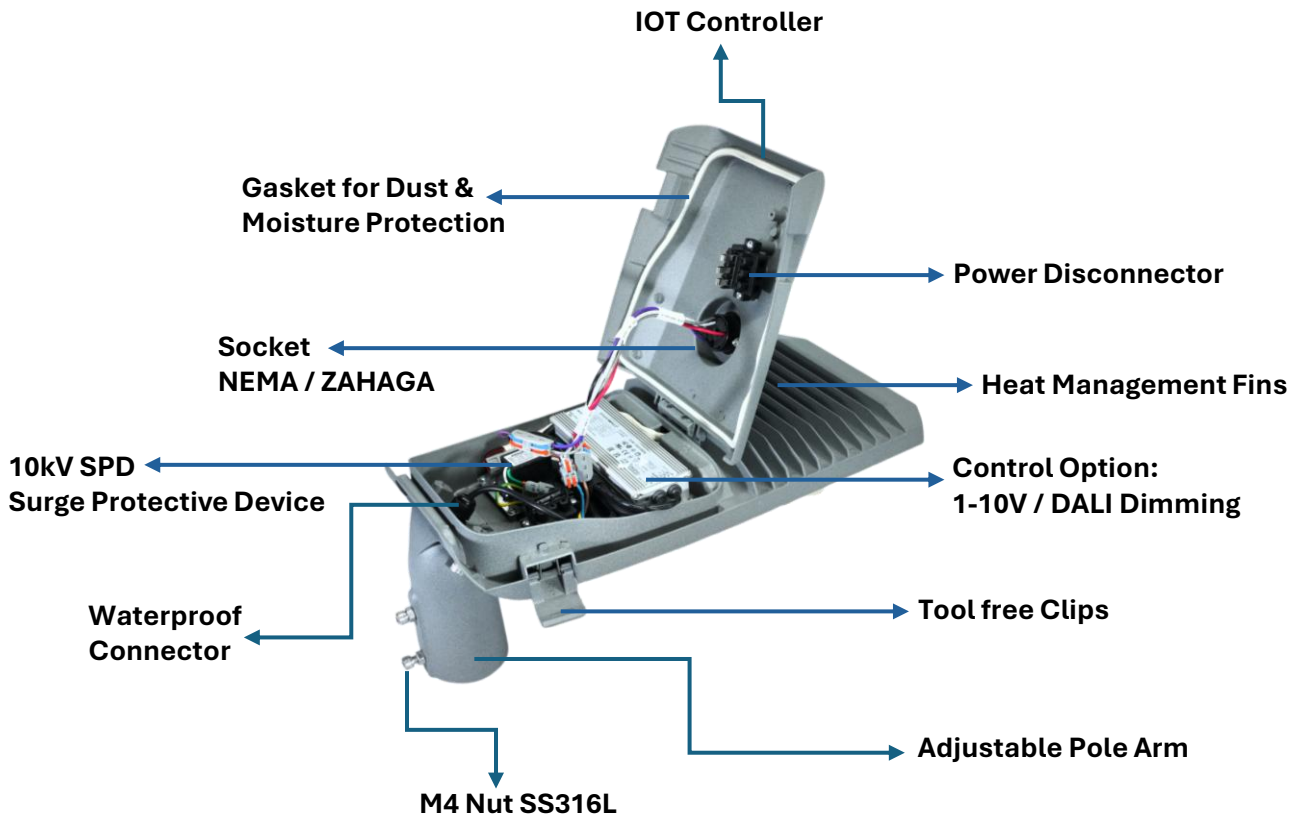 IOT Controller
Gasket for Dust &
Moisture Protection
Power Disconnector
Socket
NEMA / ZAHAGA
Heat Management Fins
10kV SPD
Surge Protective Device
Control Option:
1-10V / DALI Dimming
Waterproof
Connector
Tool free Clips
Adjustable Pole Arm
M4 Nut SS316L